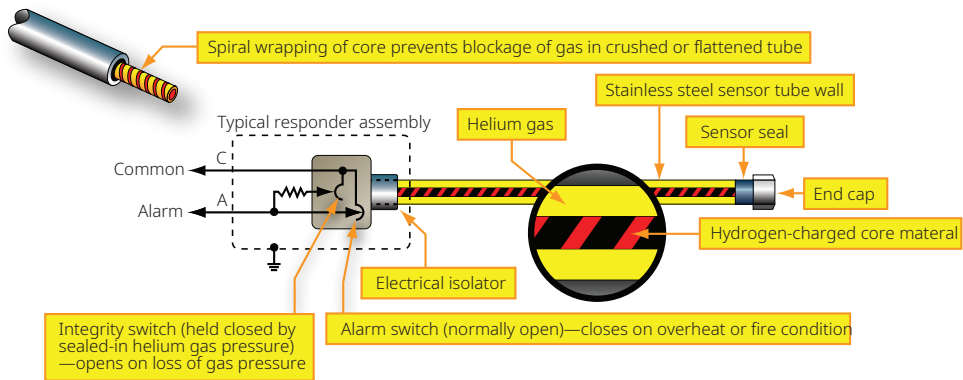 Spiral wrapping of core prevents blockage of gas in crushed or flattened tube
Stainless steel sensor tube wall
Typical responder assembly
Helium gas
Sensor seal
Common
C
End cap
Alarm
A
Hydrogen-charged core materal
Electrical isolator
Integrity switch (held closed by
sealed-in helium gas pressure)
—opens on loss of gas pressure
Alarm switch (normally open)—closes on overheat or fire condition